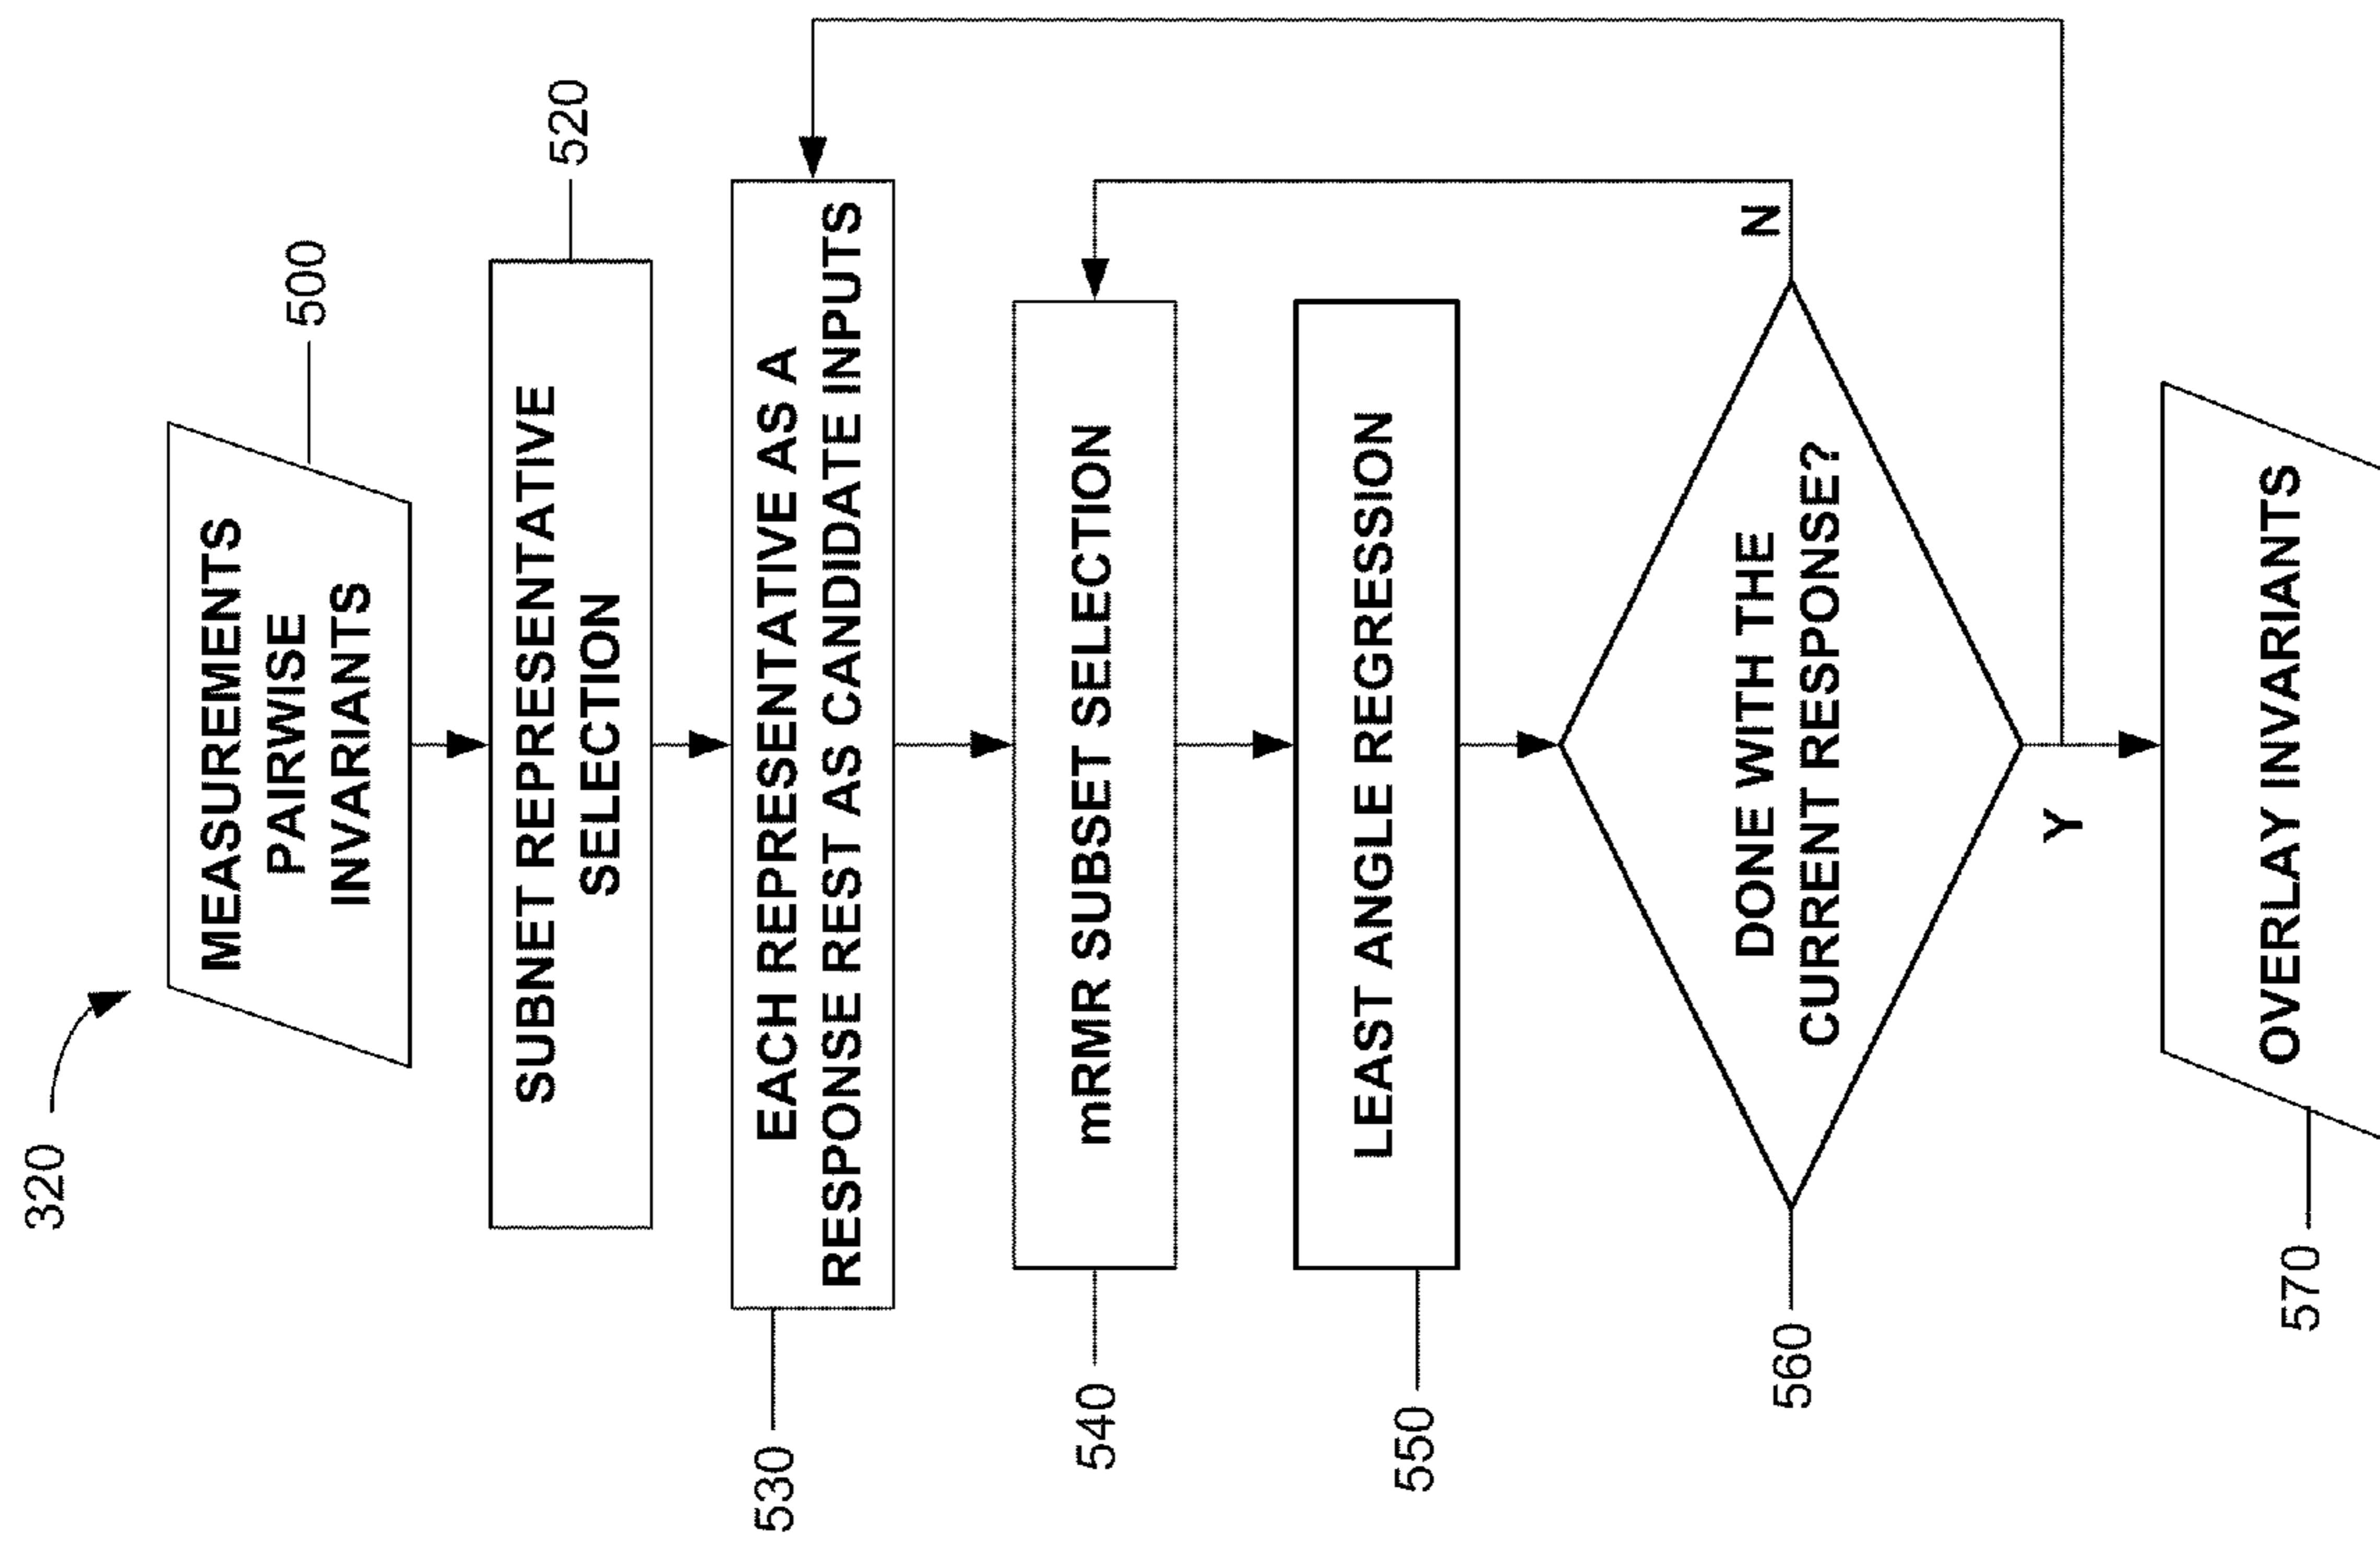 320
MEASUREMENTS
PAIRWISE
INVARIANTS
500
SUBNET REPRESENTATIVE
SELECTION
520
EACH REPRESENTATIVE AS A
RESPONSE REST AS CANDIDATE INPUTS
530
mRMR SUBSET SELECTION
540
LEAST ANGLE REGRESSION
550
DONE WITH THE
CURRENT RESPONSE?
560
N
Y
OVERLAY INVARIANTS
570